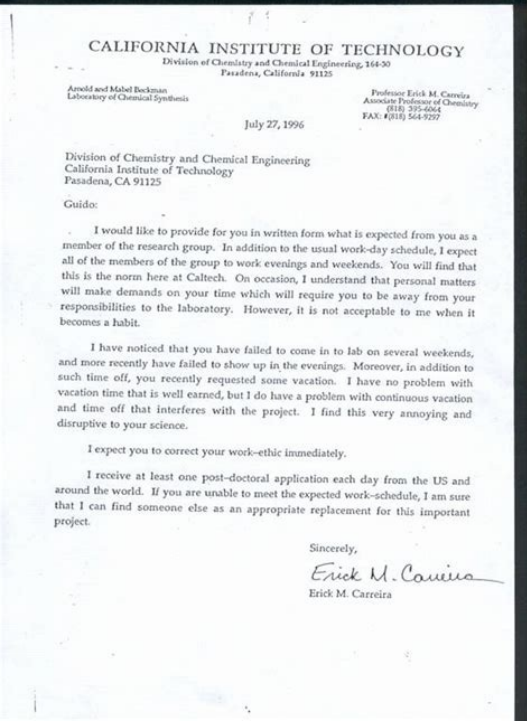 CALIFORNIA INSTITUTE OF TECHNOLOGY
Division of Chemistry and Chemical Engineering, 164-30
Pasadena, California 91125
Arnold and Mabel Beckman
Laboratory of Chemical Synthesis
Professor Erick M. Carreira
Associate Professor of Chemistry
(818) 395-6064
FAX: #(818) 564-9297
July 27, 1996
Division of Chemistry and Chemical Engineering
California Institute of Technology
Pasadena, CA 91125
Guido:
I would like to provide for you in written form what is expected from you as a
member of the research group. In addition to the usual work-day schedule, I expect
all of the members of the group to work evenings and weekends. You will find that
this is the norm here at Caltech. On occasion, I understand that personal matters
will make demands on your time which will require you to be away from your
responsibilities to the laboratory. However, it is not acceptable to me when it
becomes a habit.
I have noticed that you have failed to come in to lab on several weekends,
and more recently have failed to show up in the evenings. Moreover, in addition to
such time off, you recently requested some vacation. I have no problem with
vacation time that is well earned, but I do have a problem with continuous vacation
and time off that interferes with the project. I find this very annoying and
disruptive to your science.
I expect you to correct your work-ethic immediately.
I receive at least one post-doctoral application each day from the US and
around the world. If you are unable to meet the expected work-schedule, I am sure
that I can find someone else as an appropriate replacement for this important
project.
Sincerely,
Erick M. Carreira
Erick M. Carreira